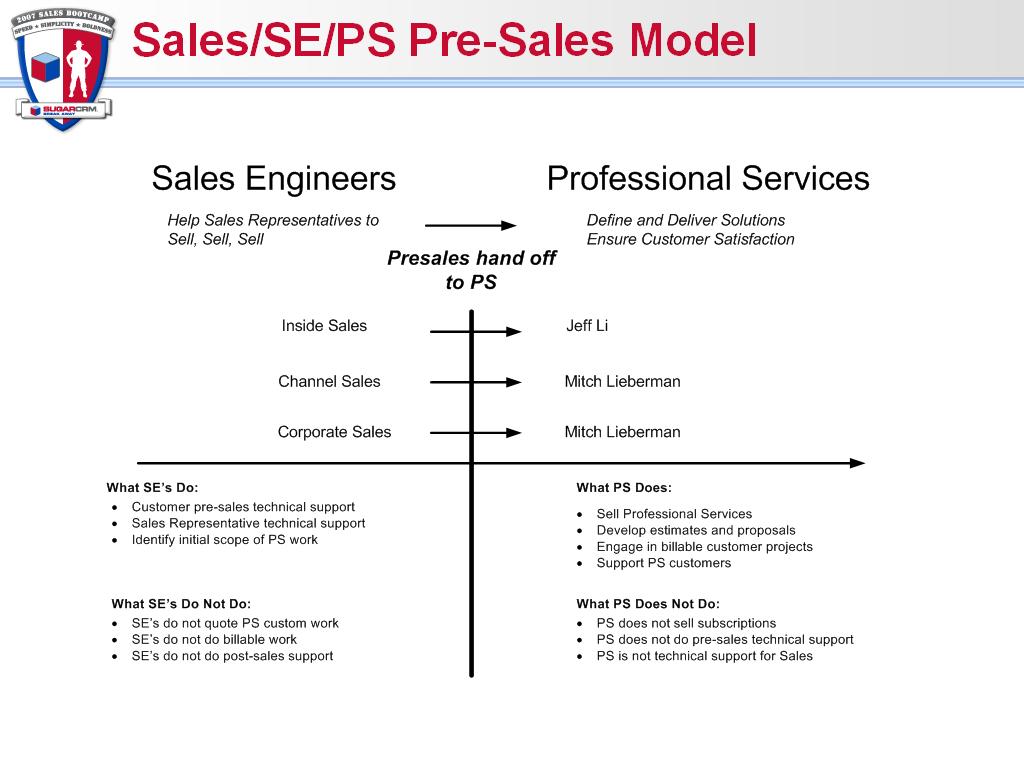 2007 SALES BOOTCAMP
SPEED ★ SIMPLICITY ★ BOLDNESS
SUGARCRM
BREAK AWAY
Sales/SE/PS Pre-Sales Model
Sales Engineers
Professional Services
Help Sales Representatives to
Sell, Sell, Sell
Define and Deliver Solutions
Ensure Customer Satisfaction
Presales hand off
to PS
Inside Sales
Jeff Li
Channel Sales
Mitch Lieberman
Corporate Sales
Mitch Lieberman
What SE's Do:
• Customer pre-sales technical support
• Sales Representative technical support
• Identify initial scope of PS work
What PS Does:
• Sell Professional Services
• Develop estimates and proposals
• Engage in billable customer projects
• Support PS customers
What SE's Do Not Do:
• SE's do not quote PS custom work
• SE's do not do billable work
• SE's do not do post-sales support
What PS Does Not Do:
• PS does not sell subscriptions
• PS does not do pre-sales technical support
• PS is not technical support for Sales